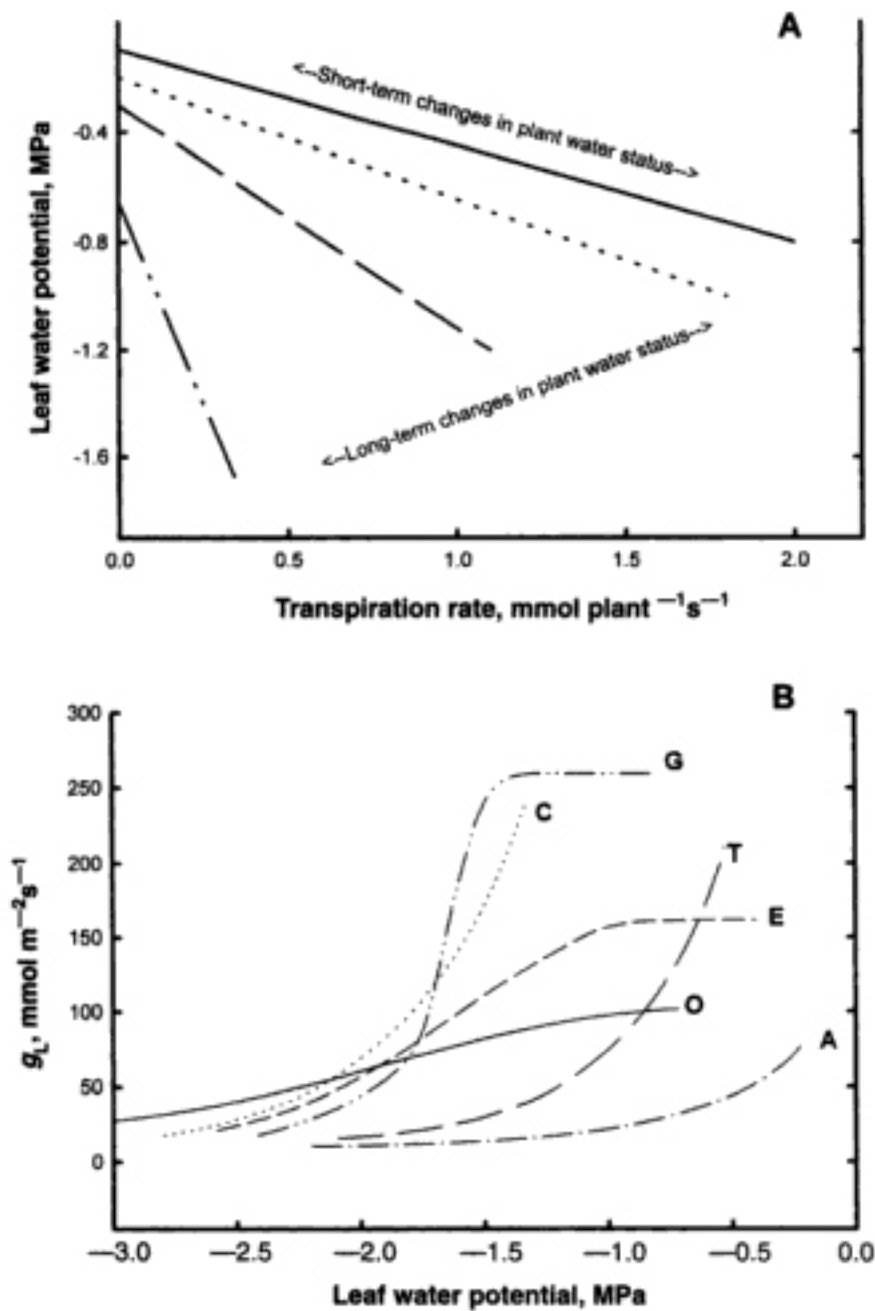 A
<--Short-term changes in plant water status-->
-0.4
-0.8
-1.2
-1.6
Leaf water potential, MPa
<--Long-term changes in plant water status-->
0.0 0.5 1.0 1.5 2.0
Transpiration rate, mmol plant —1s—1
B
300
250
200
150
100
50
0
gL, mmol m—2s—1
G
C
T
E
O
A
—3.0 —2.5 —2.0 —1.5 —1.0 —0.5 0.0
Leaf water potential, MPa